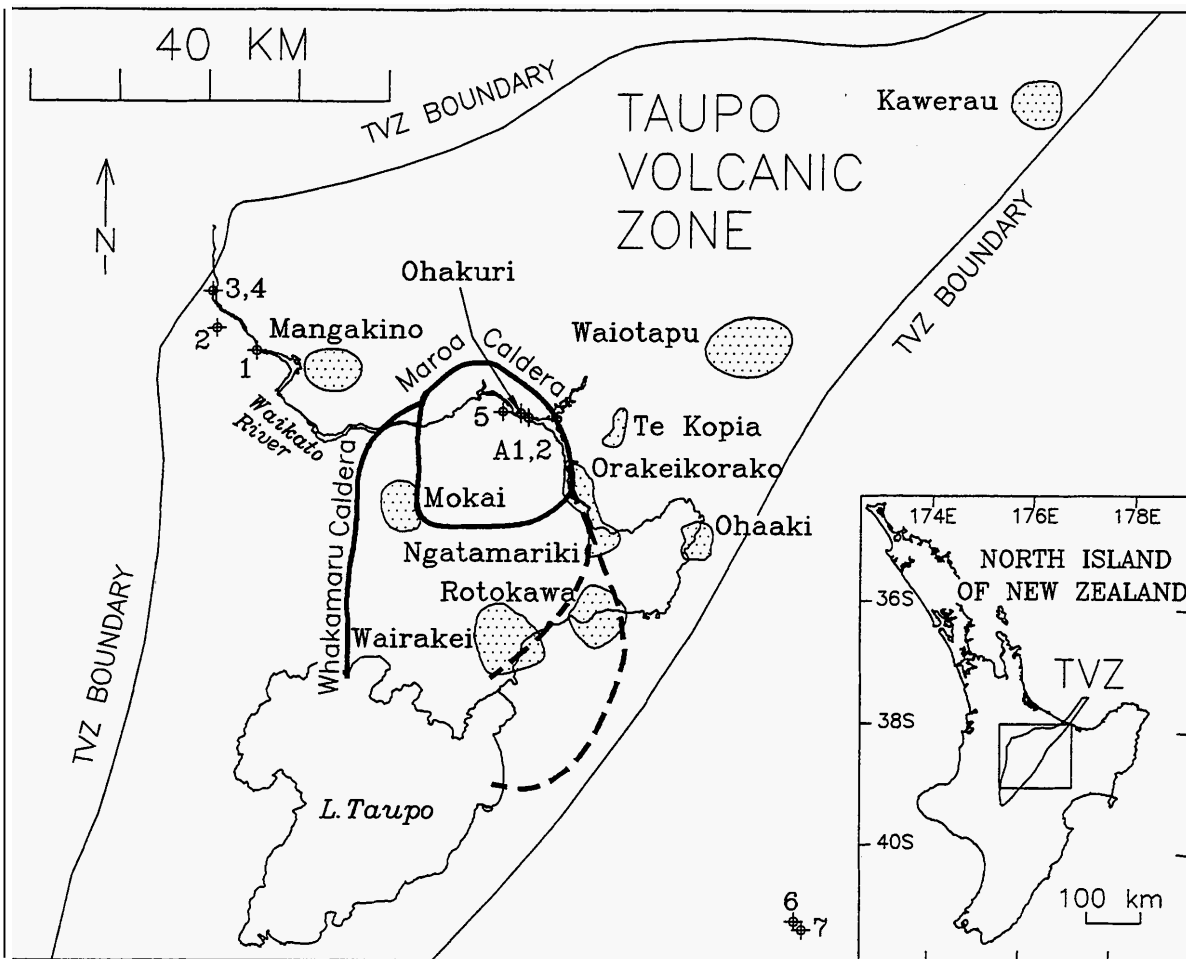 40 KM
TVZ BOUNDARY
TAUPO
VOLCANIC
ZONE
Kawerau
N
TVZ BOUNDARY
Ohakuri
3,4
2
1
Mangakino
Maroa Caldera
Waiotapu
Waikato
River
5
A1,2
Te Kopia
Orakeikorako
Whakamaru Caldera
Mokai
Ohaaki
Ngatamariki
Rotokawa
Wairakei
TVZ BOUNDARY
L.Taupo
6
7
174E 176E 178E
NORTH ISLAND
OF NEW ZEALAND
36S
TVZ
38S
40S
100 km